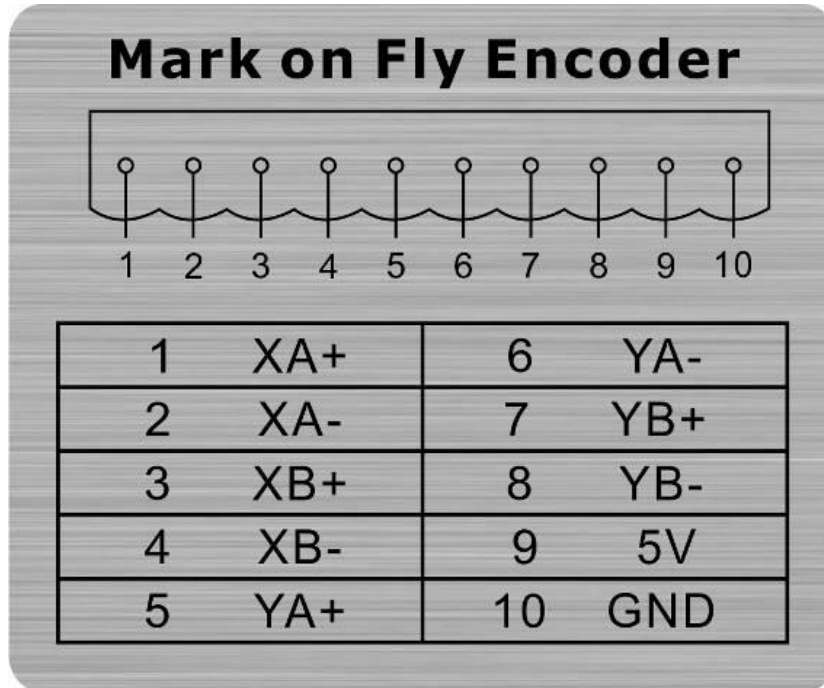 Mark on Fly Encoder
1 2 3 4 5 6 7 8 9 10
1 XA+ 6 YA-
2 XA- 7 YB+
3 XB+ 8 YB-
4 XB- 9 5V
5 YA+ 10 GND